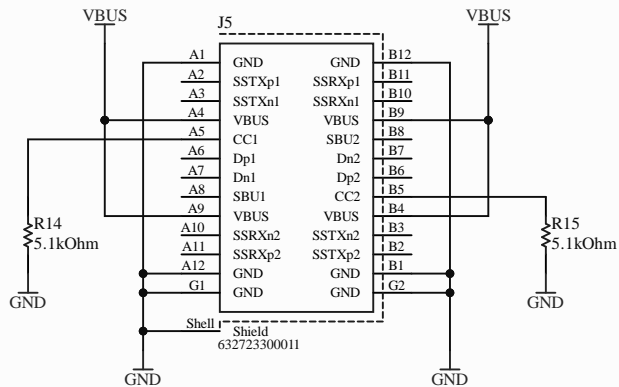 VBUS J5 VBUS
A1 GND GND B12
A2 SSTXp1 SSRXp1 B11
A3 SSTXn1 SSRXn1 B10
A4 VBUS VBUS B9
A5 CC1 SBU2 B8
A6 Dp1 Dn2 B7
A7 Dn1 Dp2 B6
A8 SBU1 CC2 B5
A9 VBUS VBUS B4
A10 SSRXn2 SSTXn2 B3
A11 SSRXp2 SSTXp2 B2
A12 GND GND B1
G1 GND GND G2
R14
5.1kOhm
GND
R15
5.1kOhm
GND
Shell Shield
632723300011
GND GND